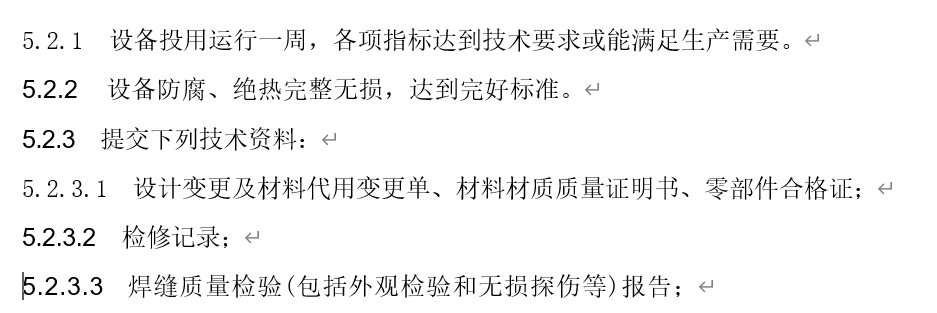 5.2.1 设备投用运行一周，各项指标达到技术要求或能满足生产需要。
5.2.2 设备防腐、绝热完整无损，达到完好标准。
5.2.3 提交下列技术资料：
5.2.3.1 设计变更及材料代用变更单、材料材质质量证明书、零部件合格证；
5.2.3.2 检修记录；
5.2.3.3 焊缝质量检验(包括外观检验和无损探伤等)报告；